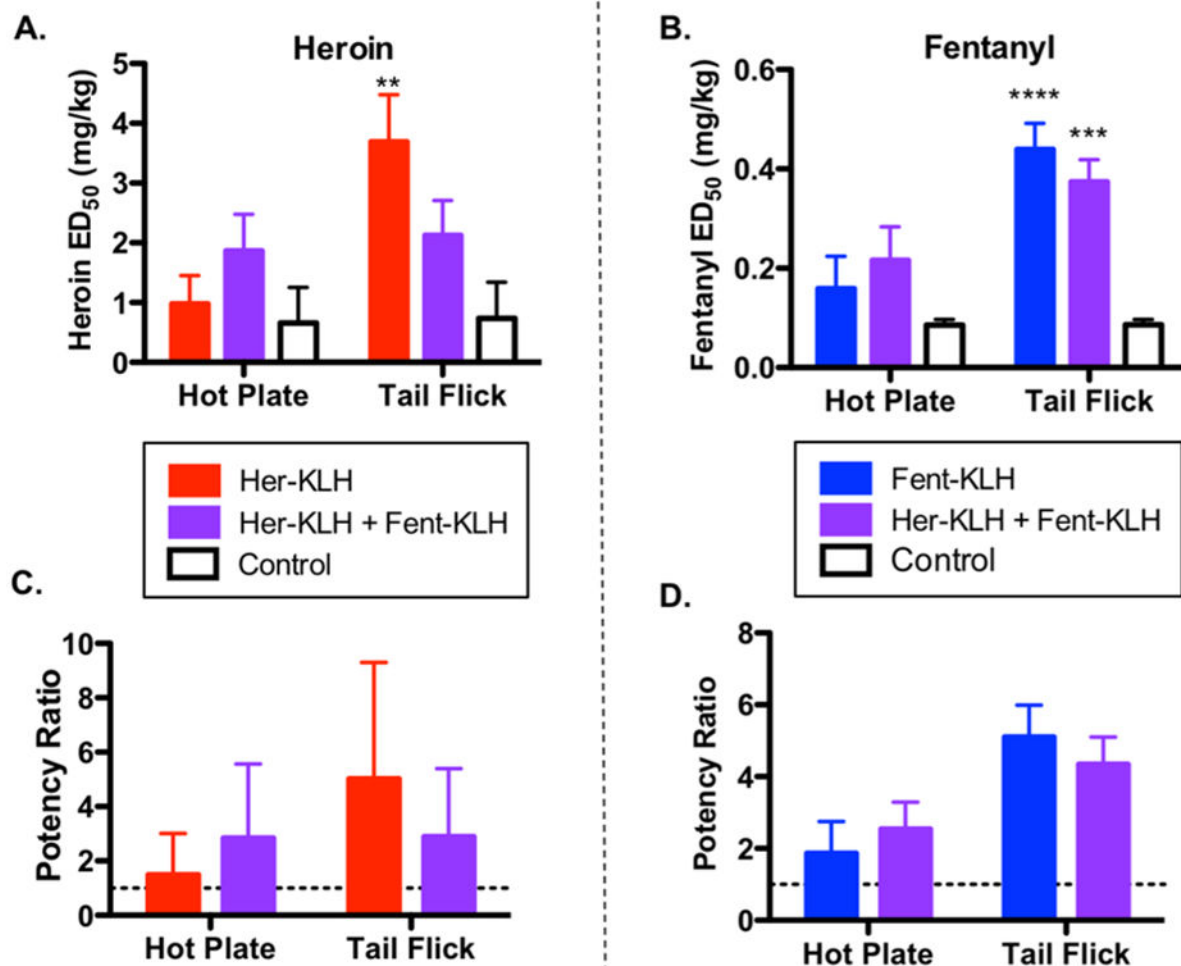 A.
Heroin
Heroin ED50 (mg/kg)
5
4
3
2
1
0
**
Hot Plate
Tail Flick
B.
Fentanyl
Fentanyl ED50 (mg/kg)
0.6
0.4
0.2
0.0
****
***
Hot Plate
Tail Flick
Her-KLH
Her-KLH + Fent-KLH
Control
Fent-KLH
Her-KLH + Fent-KLH
Control
C.
Potency Ratio
10
8
6
4
2
0
Hot Plate
Tail Flick
D.
Potency Ratio
8
6
4
2
0
Hot Plate
Tail Flick